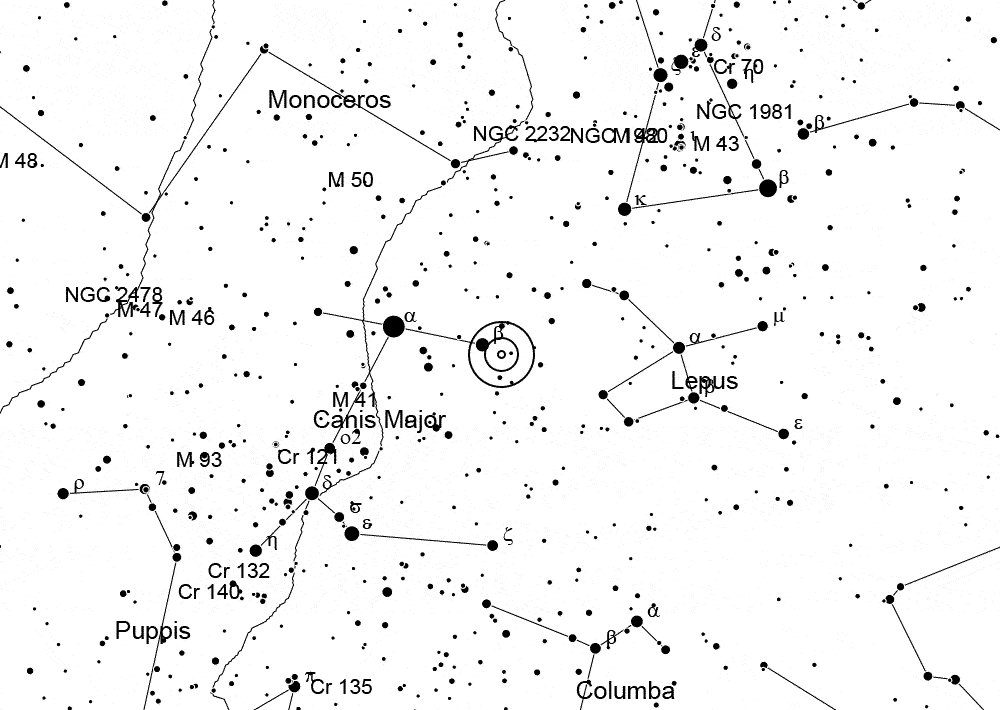 δ
ε
ζ
Cr 70
η
Monoceros
NGC 1981
β
NGC 2232
M 43
M 48
M 50
β
κ
NGC 2478
M 47
M 46
α
μ
β
α
Lepus
β
M 41
Canis Major
ε
ο2
Cr 121
M 93
ρ
7
δ
σ
ε
η
ζ
Cr 132
Cr 140
α
Puppis
β
π
Cr 135
Columba